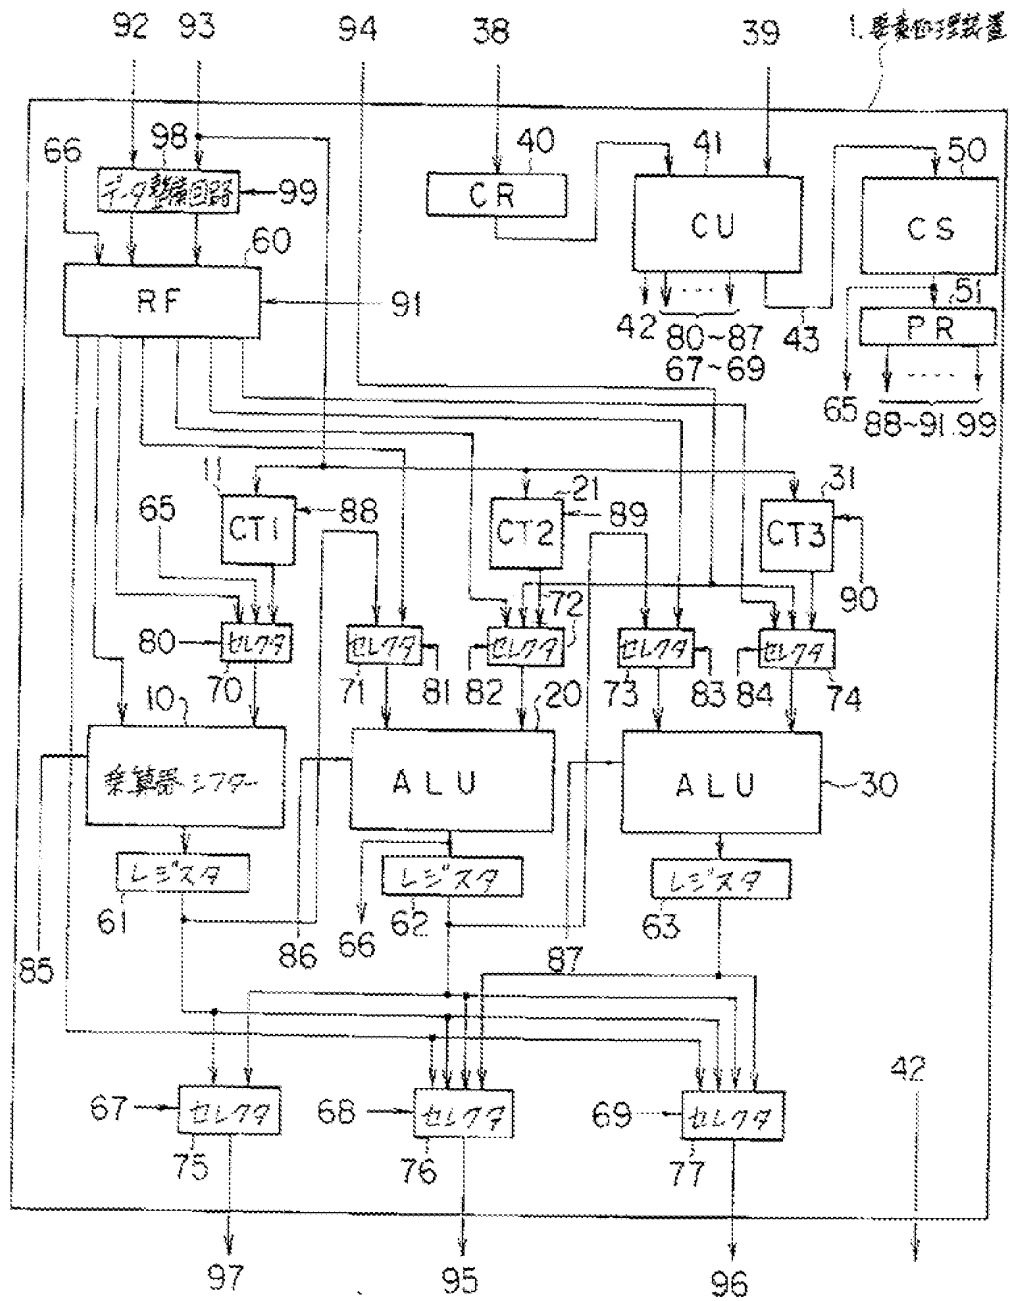 92 93 94 38 39 1.要素処理装置
66 98 40 41 50
データ整擁回路 99 CR CU CS
60 51
RF 91 42 80~87 43 PR
67~69
65 88~91.99
11 21 31
65 CT1 88 CT2 89 CT3
90
72
80 セレクタ セレクタ 81 82 セレクタ セレクタ 83 84 セレクタ
70 71 73 74
10 20
乗算器シフター ALU ALU 30
レジスタ レジスタ レジスタ
61 62 63
85 86 66 87
42
67 セレクタ 68 セレクタ 69 セレクタ
75 76 77
97 95 96